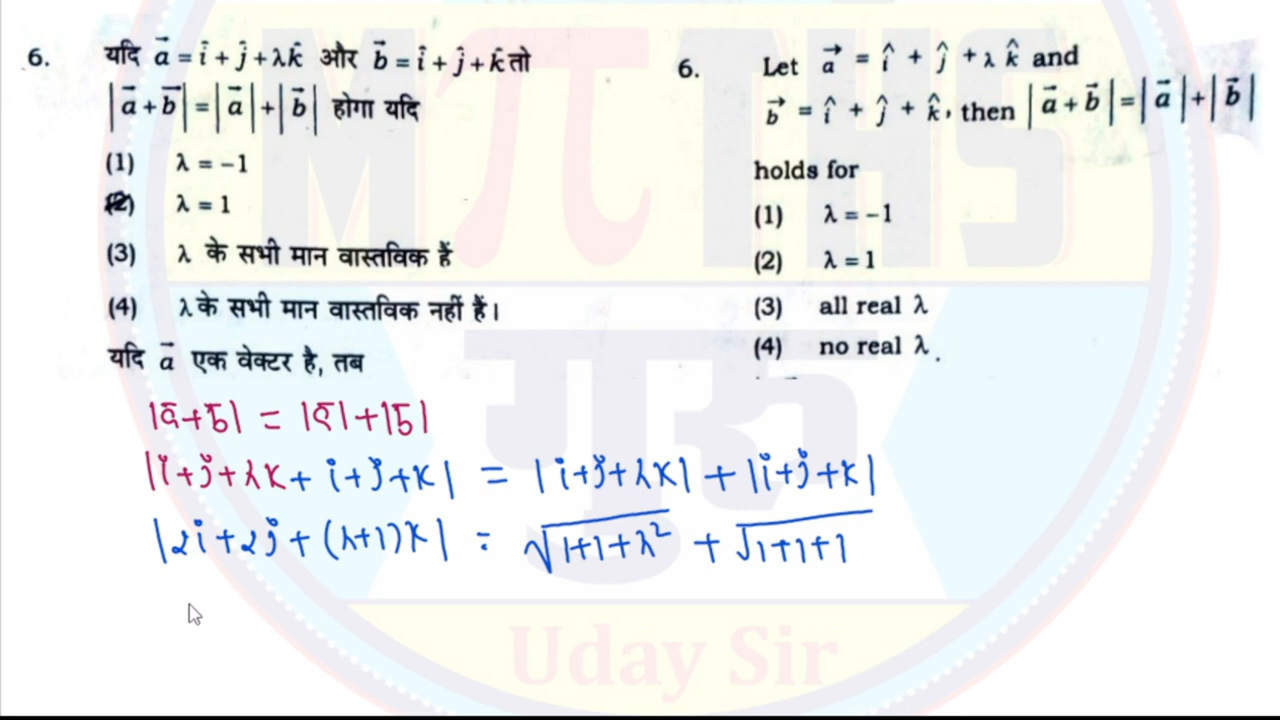 6. यदि a⃗ = î + ĵ + λk̂ और b⃗ = î + ĵ + k̂ तो
|a⃗ + b⃗| = |a⃗| + |b⃗| होगा यदि
(1) λ = −1
(2) λ = 1
(3) λ के सभी मान वास्तविक हैं
(4) λ के सभी मान वास्तविक नहीं हैं।
यदि a⃗ एक वेक्टर है, तब
6. Let a⃗ = î + ĵ + λ k̂ and
b⃗ = î + ĵ + k̂, then |a⃗ + b⃗| = |a⃗| + |b⃗|
holds for
(1) λ = −1
(2) λ = 1
(3) all real λ
(4) no real λ.
|a̅+b̅| = |a̅|+|b̅|
|i+j+λk + i+j+k| = |i+j+λk| + |i+j+k|
|2i+2j+(λ+1)k| = √1+1+λ² + √1+1+1
MπTHS
गुरु
Uday Sir